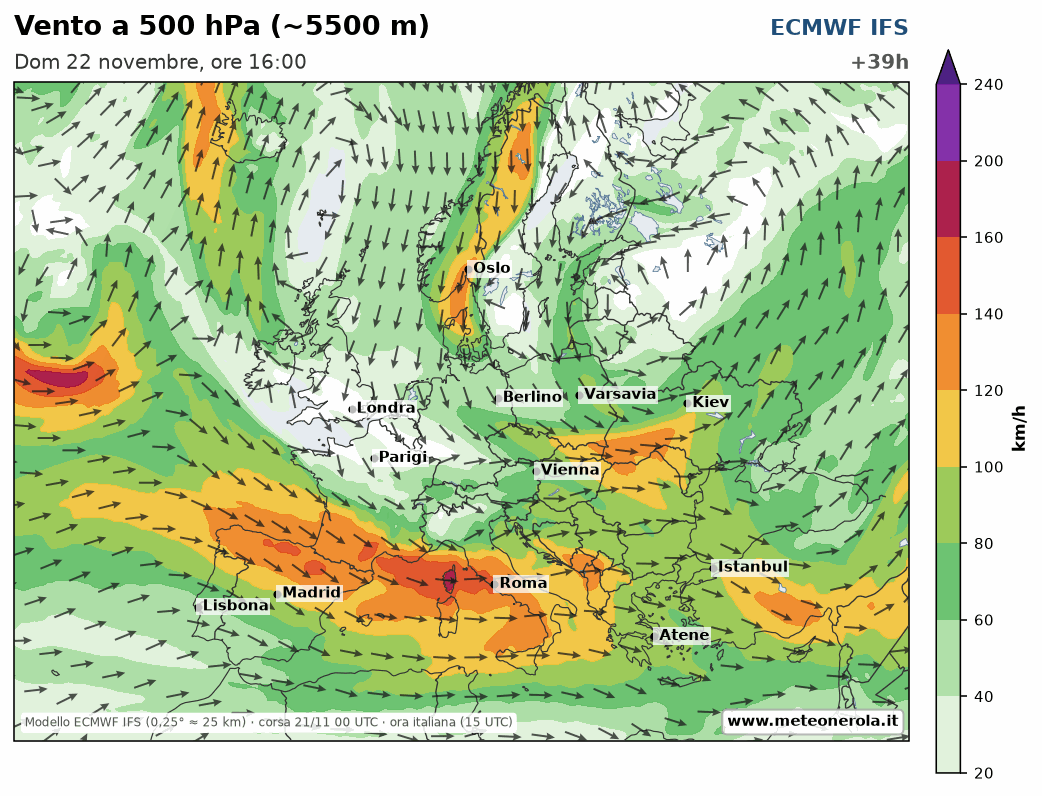 Vento a 500 hPa (~5500 m)
ECMWF IFS
Dom 22 novembre, ore 16:00
+39h
240
200
160
140
120
100
80
60
40
20
km/h
Oslo
Berlino
Varsavia
Kiev
Londra
Parigi
Vienna
Istanbul
Roma
Madrid
Lisbona
Atene
Modello ECMWF IFS (0,25° ≈ 25 km) · corsa 21/11 00 UTC · ora italiana (15 UTC)
www.meteonerola.it